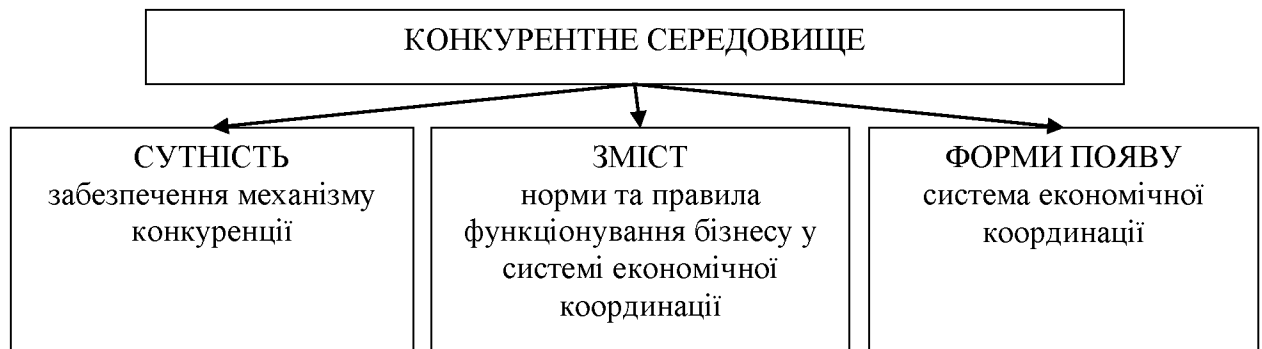 КОНКУРЕНТНЕ СЕРЕДОВИЩЕ
СУТНІСТЬ
забезпечення механізму
конкуренції
ЗМІСТ
норми та правила
функціонування бізнесу у
системі економічної
координації
ФОРМИ ПОЯВУ
система економічної
координації